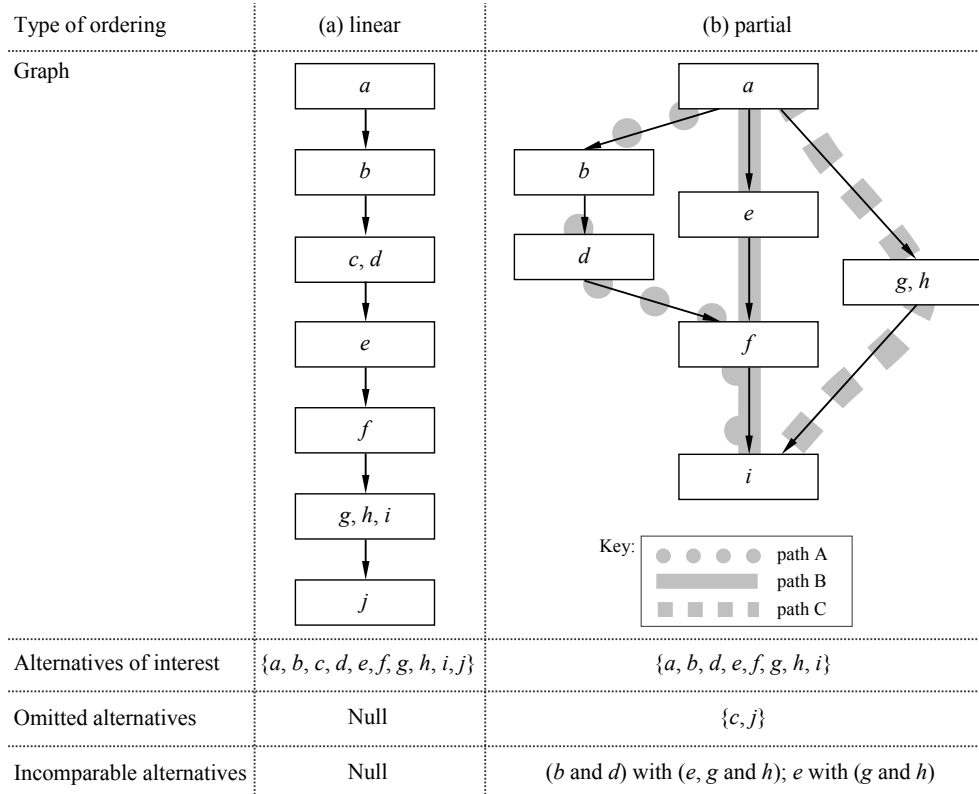 Type of ordering (a) linear (b) partial
Graph
a
b
c, d
e
f
g, h, i
j
a
b
e
d
g, h
f
i
Key:
path A
path B
path C
Alternatives of interest {a, b, c, d, e, f, g, h, i, j} {a, b, d, e, f, g, h, i}
Omitted alternatives Null {c, j}
Incomparable alternatives Null (b and d) with (e, g and h); e with (g and h)